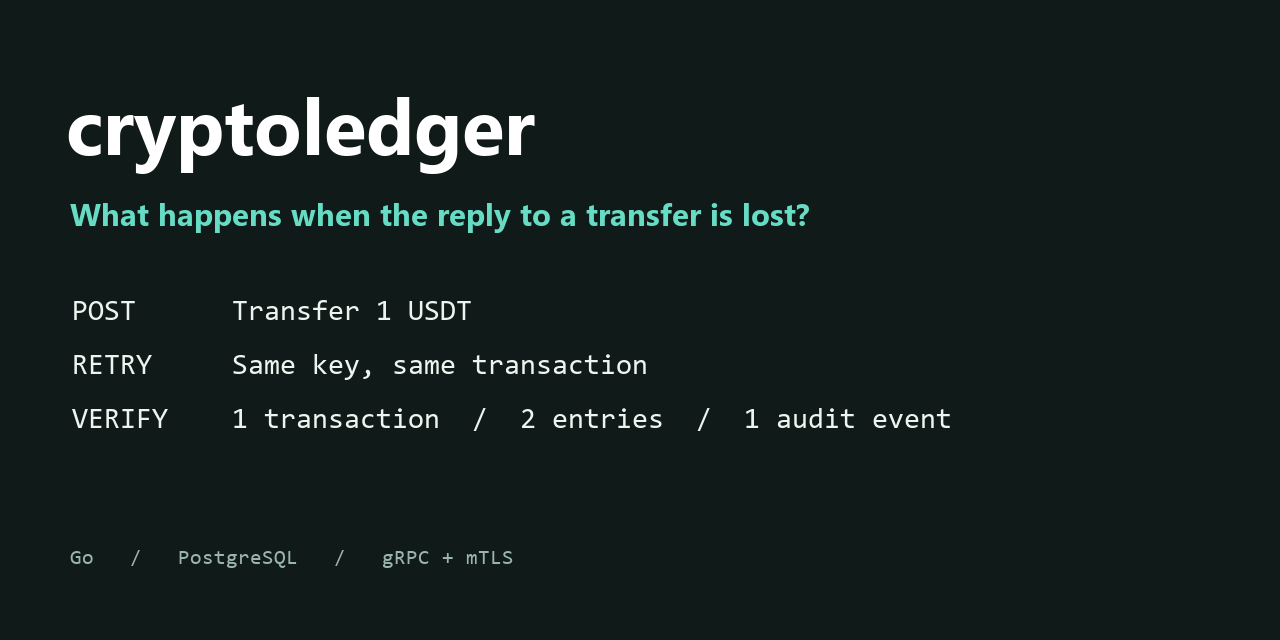 cryptoledger
What happens when the reply to a transfer is lost?
POST Transfer 1 USDT
RETRY Same key, same transaction
VERIFY 1 transaction / 2 entries / 1 audit event
Go / PostgreSQL / gRPC + mTLS